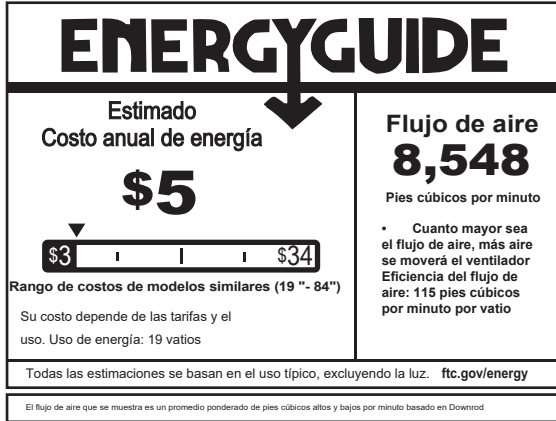 ENERGYGUIDE
Estimado
Costo anual de energía
$5
$3 $34
Rango de costos de modelos similares (19 "- 84")
Su costo depende de las tarifas y el
uso. Uso de energía: 19 vatios
Flujo de aire
8,548
Pies cúbicos por minuto
• Cuanto mayor sea
el flujo de aire, más aire
se moverá el ventilador
Eficiencia del flujo de
aire: 115 pies cúbicos
por minuto por vatio
Todas las estimaciones se basan en el uso típico, excluyendo la luz. ftc.gov/energy
El flujo de aire que se muestra es un promedio ponderado de pies cúbicos altos y bajos por minuto basado en Downrod